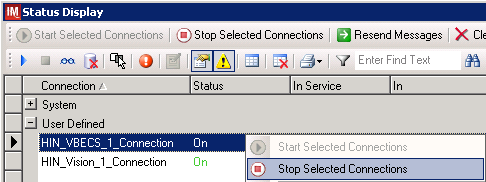 IM Status Display
Start Selected Connections Stop Selected Connections Resend Messages
Enter Find Text
Connection Status In Service In
System
User Defined
HIN_VBECS_1_Connection On Start Selected Connections
HIN_Vision_1_Connection On Stop Selected Connections